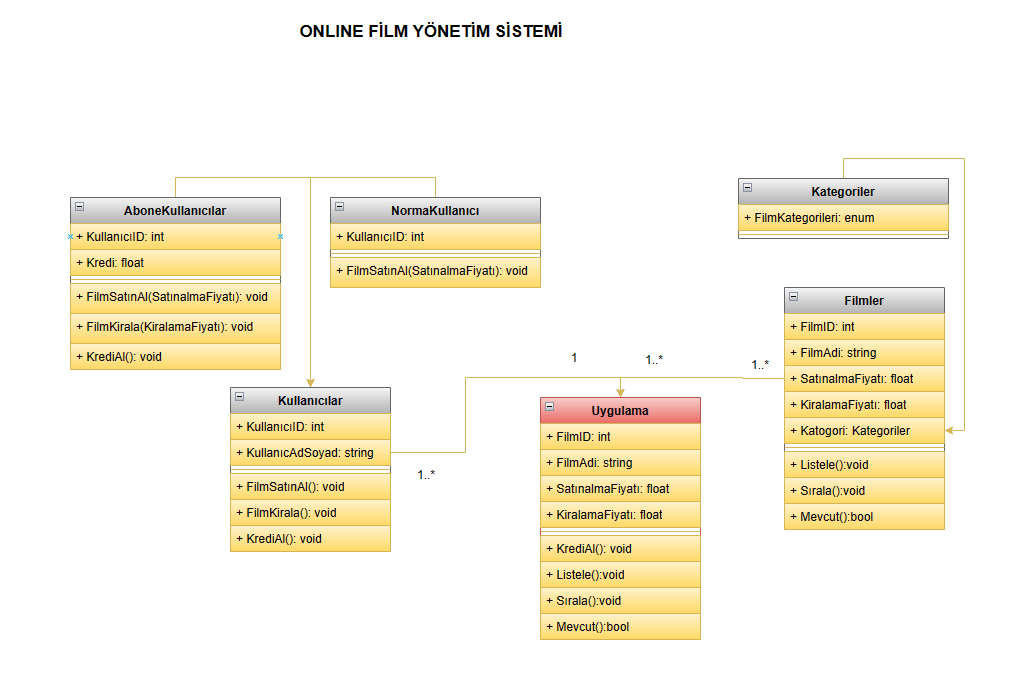 ONLINE FİLM YÖNETİM SİSTEMİ
AboneKullanıcılar
+ KullanıcıID: int
+ Kredi: float
+ FilmSatınAl(SatınalmaFiyatı): void
+ FilmKirala(KiralamaFiyatı): void
+ KrediAl(): void
NormaKullanıcı
+ KullanıcıID: int
+ FilmSatınAl(SatınalmaFiyatı): void
Kategoriler
+ FilmKategorileri: enum
Filmler
+ FilmID: int
+ FilmAdi: string
+ SatınalmaFiyatı: float
+ KiralamaFiyatı: float
+ Katogori: Kategoriler
+ Listele():void
+ Sırala():void
+ Mevcut():bool
1
1..*
1..*
Kullanıcılar
+ KullanıcıID: int
+ KullanıcAdSoyad: string
+ FilmSatınAl(): void
+ FilmKirala(): void
+ KrediAl(): void
1..*
Uygulama
+ FilmID: int
+ FilmAdi: string
+ SatınalmaFiyatı: float
+ KiralamaFiyatı: float
+ KrediAl(): void
+ Listele():void
+ Sırala():void
+ Mevcut():bool